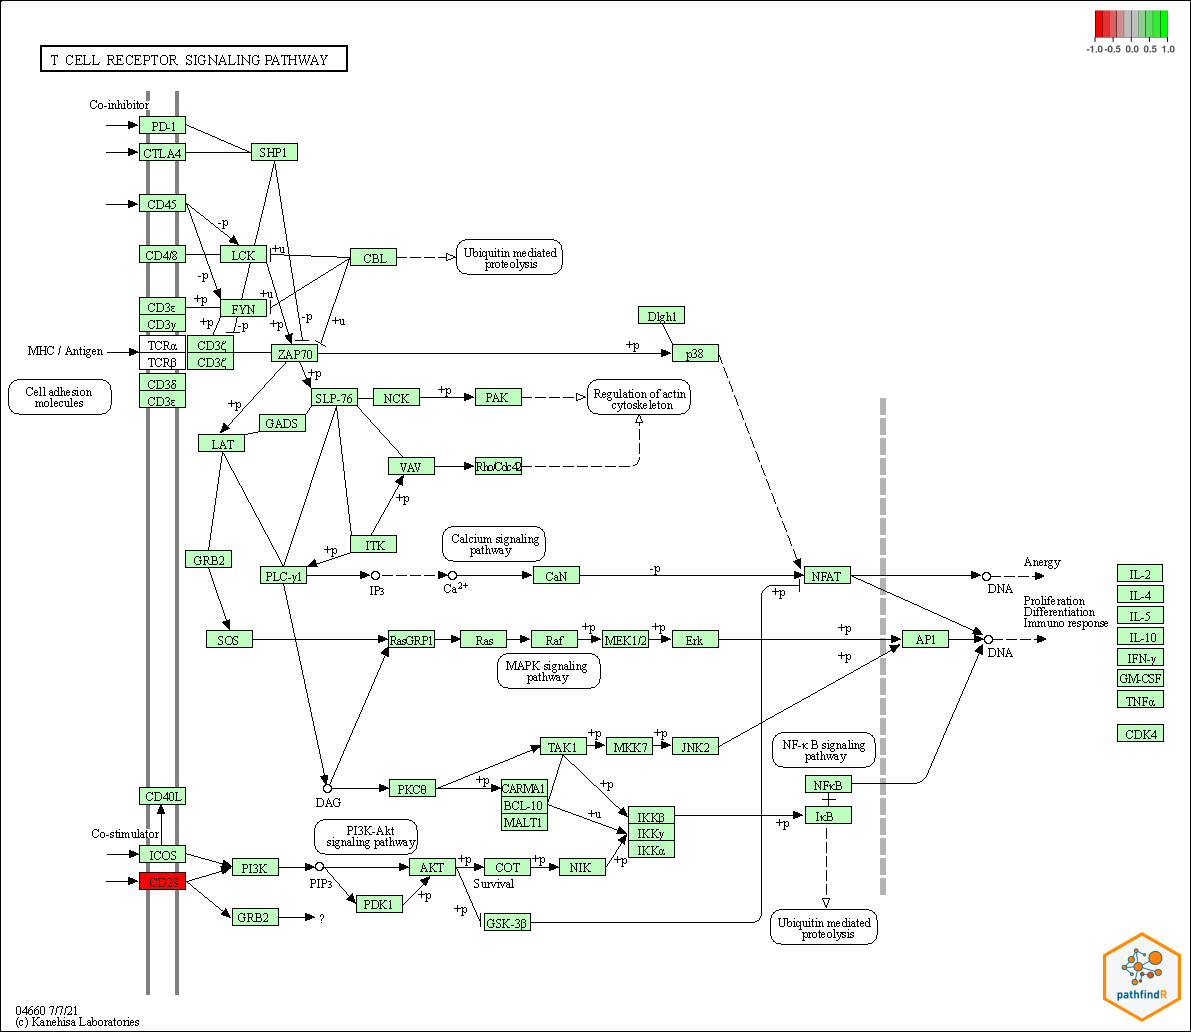 -1.0 -0.5 0.0 0.5 1.0
T CELL RECEPTOR SIGNALING PATHWAY
Co-inhibitor
PD-1
CTLA4
SHP1
CD45
-p
CD4/8
LCK
+u
CBL
Ubiquitin mediated
proteolysis
-p
+p
+u
CD3ε
FYN
CD3γ
+p
-p
+p
-p
+u
Dlgh1
MHC / Antigen
TCRα
CD3ζ
TCRβ
CD3ζ
ZAP70
+p
p38
Cell adhesion
molecules
CD3δ
CD3ε
+p
SLP-76
NCK
+p
PAK
Regulation of actin
cytoskeleton
+p
GADS
LAT
VAV
Rho/Cdc42
+p
Calcium signaling
pathway
ITK
+p
GRB2
PLC-γ1
IP3
Ca2+
CaN
-p
+p
NFAT
DNA
Anergy
Proliferation
Differentiation
Immuno response
SOS
RasGRP1
Ras
Raf
+p
MEK1/2
+p
Erk
+p
AP1
DNA
+p
MAPK signaling
pathway
IL-2
IL-4
IL-5
IL-10
IFN-γ
GM-CSF
TNFα
CDK4
TAK1
+p
MKK7
+p
JNK2
NF-κ B signaling
pathway
DAG
PKCθ
+p
CARMA1
BCL-10
MALT1
+p
+u
IKKβ
IKKγ
IKKα
+p
NFκB
IκB
CD40L
Co-stimulator
PI3K-Akt
signaling pathway
ICOS
CD28
PI3K
PIP3
AKT
+p
COT
+p
NIK
+p
Survival
PDK1
+p
+p
GSK-3β
GRB2
?
Ubiquitin mediated
proteolysis
pathfindR
04660 7/7/21
(c) Kanehisa Laboratories